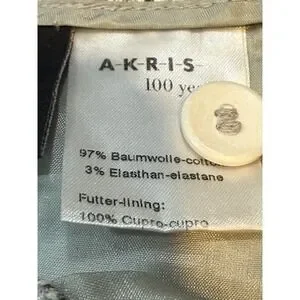 A-K-R-I-S
100
97% Baumwolle-cotton
3% Elasthan-elastane
Futter-lining:
100% Cupro-cupro